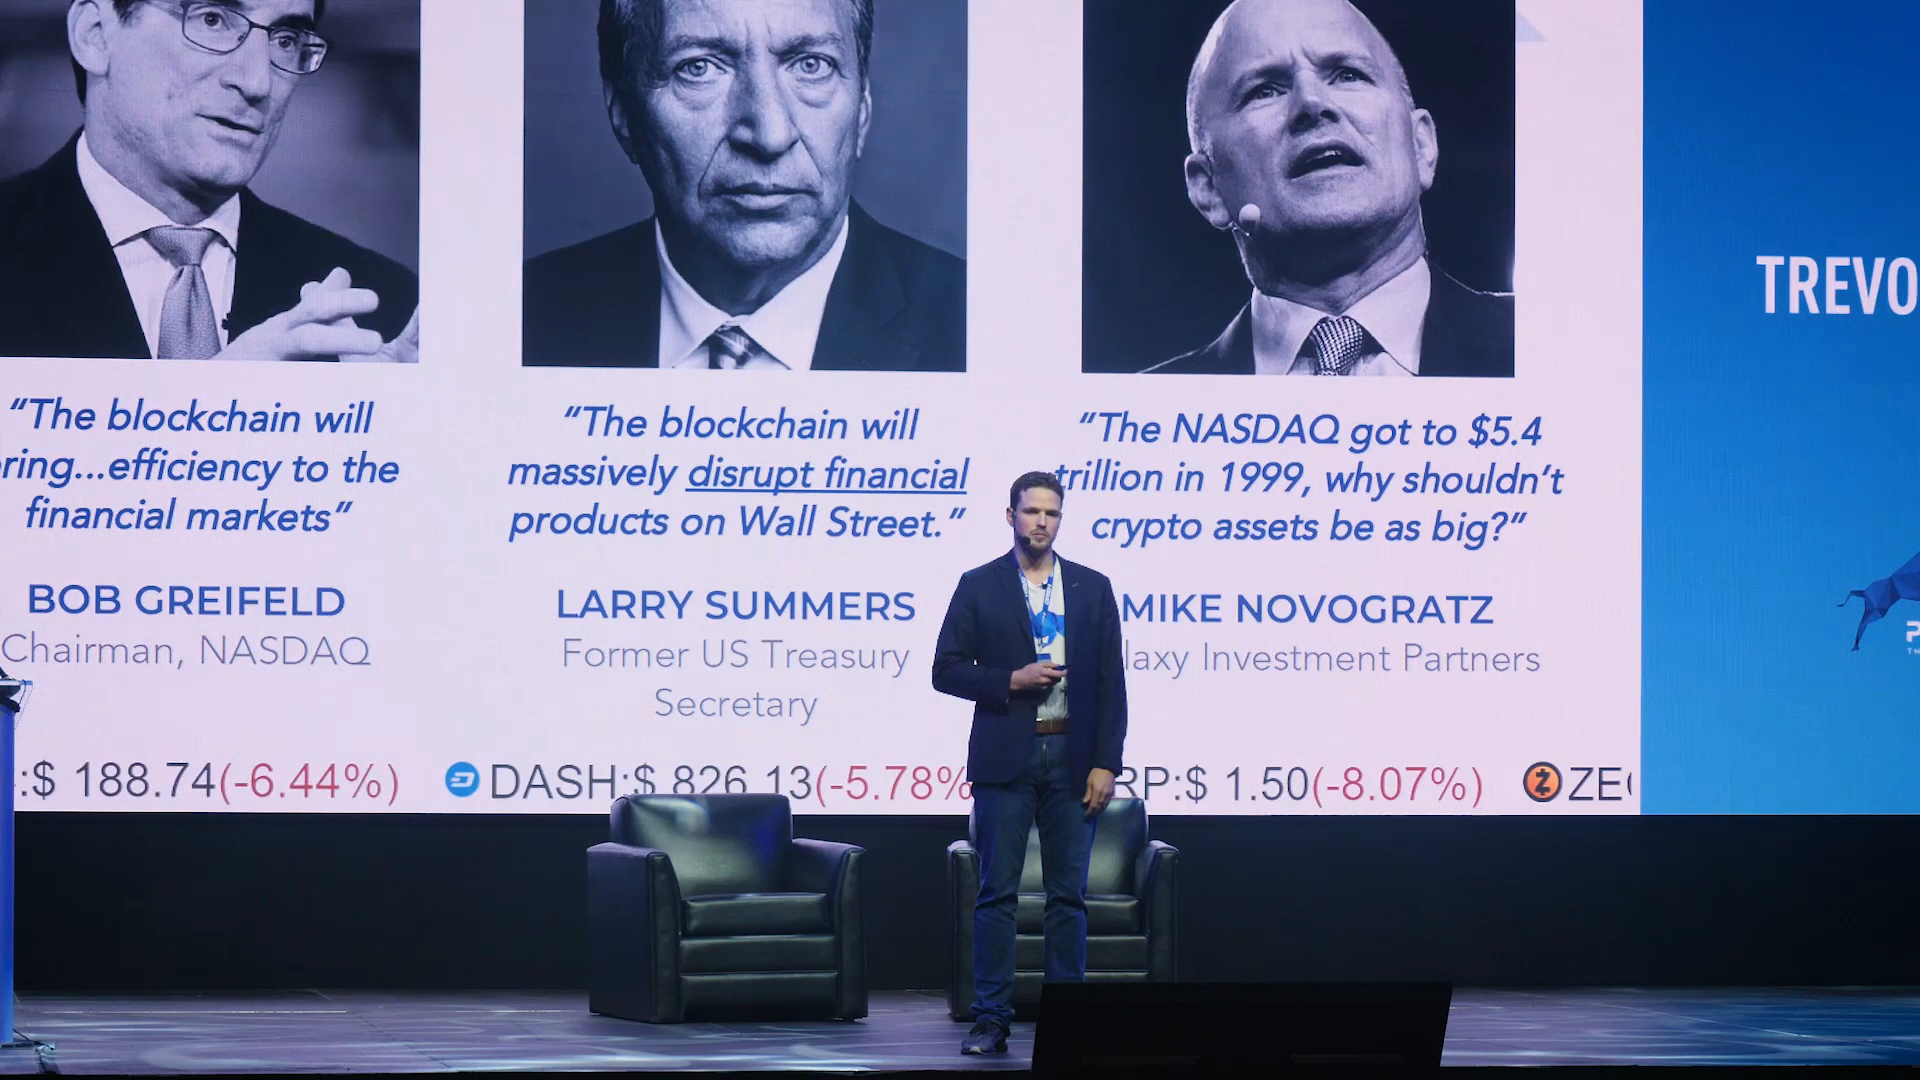 "The blockchain will
ring...efficiency to the
financial markets"
BOB GREIFELD
Chairman, NASDAQ
"The blockchain will
massively disrupt financial
products on Wall Street."
LARRY SUMMERS
Former US Treasury
Secretary
"The NASDAQ got to $5.4
trillion in 1999, why shouldn't
crypto assets be as big?"
MIKE NOVOGRATZ
laxy Investment Partners
:$ 188.74(-6.44%) DASH:$ 826.13(-5.78% RP:$ 1.50(-8.07%) ZEC
TREVO